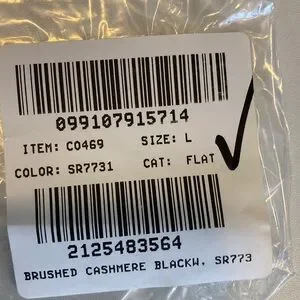 099107915714
ITEM: C0469 SIZE: L
COLOR: SR7731 CAT: FLAT
2125483564
BRUSHED CASHMERE BLACKW, SR773